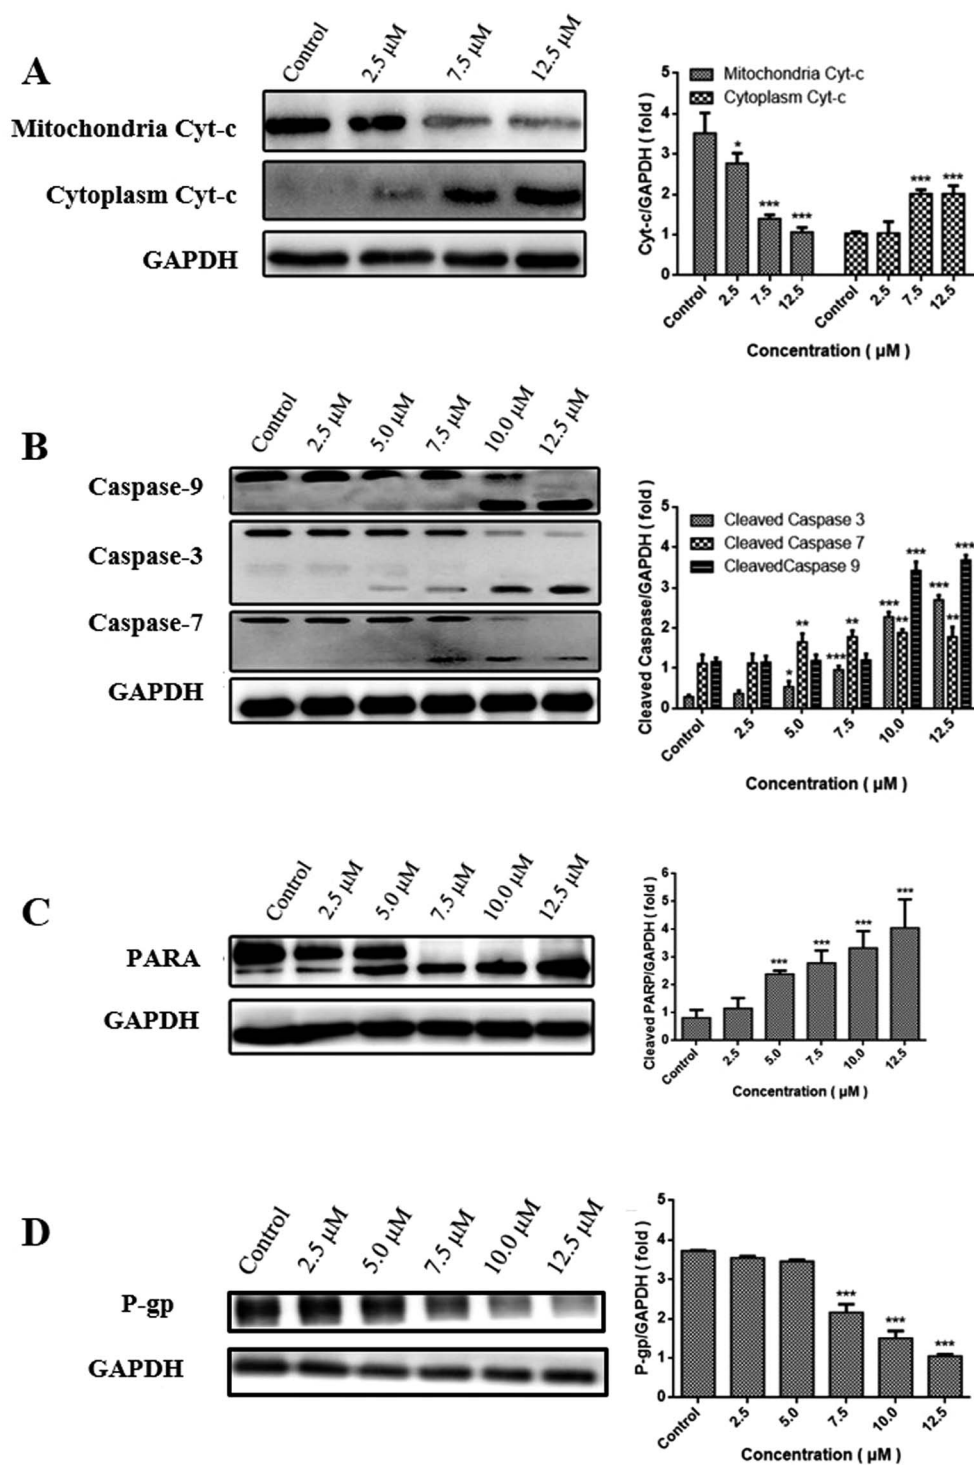 A
Control
2.5 µM
7.5 µM
12.5 µM
Mitochondria Cyt-c
Cytoplasm Cyt-c
GAPDH
Cyt-c/GAPDH ( fold )
5
4
3
2
1
0
Mitochondria Cyt-c
Cytoplasm Cyt-c
*
***
***
***
***
Control
2.5
7.5
12.5
Control
2.5
7.5
12.5
Concentration ( µM )
B
Control
2.5 µM
5.0 µM
7.5 µM
10.0 µM
12.5 µM
Caspase-9
Caspase-3
Caspase-7
GAPDH
Cleaved Caspase/GAPDH ( fold )
5
4
3
2
1
0
Cleaved Caspase 3
Cleaved Caspase 7
CleavedCaspase 9
*
**
***
**
***
**
***
***
**
***
Control
2.5
5.0
7.5
10.0
12.5
Concentration ( µM )
C
Control
2.5 µM
5.0 µM
7.5 µM
10.0 µM
12.5 µM
PARA
GAPDH
Cleaved PARP/GAPDH ( fold )
6
5
4
3
2
1
0
***
***
***
***
Control
2.5
5.0
7.5
10.0
12.5
Concentration ( µM )
D
Control
2.5 µM
5.0 µM
7.5 µM
10.0 µM
12.5 µM
P-gp
GAPDH
P-gp/GAPDH ( fold )
5
4
3
2
1
0
***
***
***
Control
2.5
5.0
7.5
10.0
12.5
Concentration ( µM )